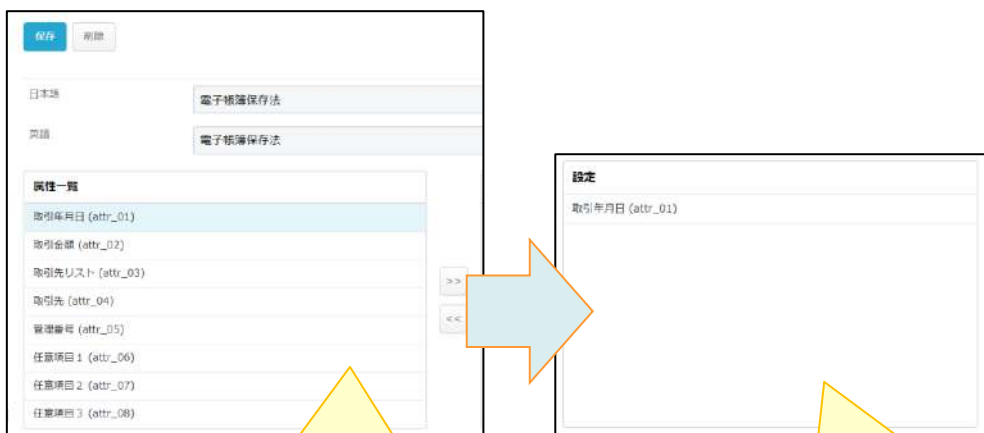 保存 削除
日本語 電子帳簿保存法
英語 電子帳簿保存法
属性一覧
取引年月日 (attr_01)
取引金額 (attr_02)
取引先リスト (attr_03)
取引先 (attr_04)
管理番号 (attr_05)
任意項目1 (attr_06)
任意項目2 (attr_07)
任意項目3 (attr_08)
>>
<<
設定
取引年月日 (attr_01)